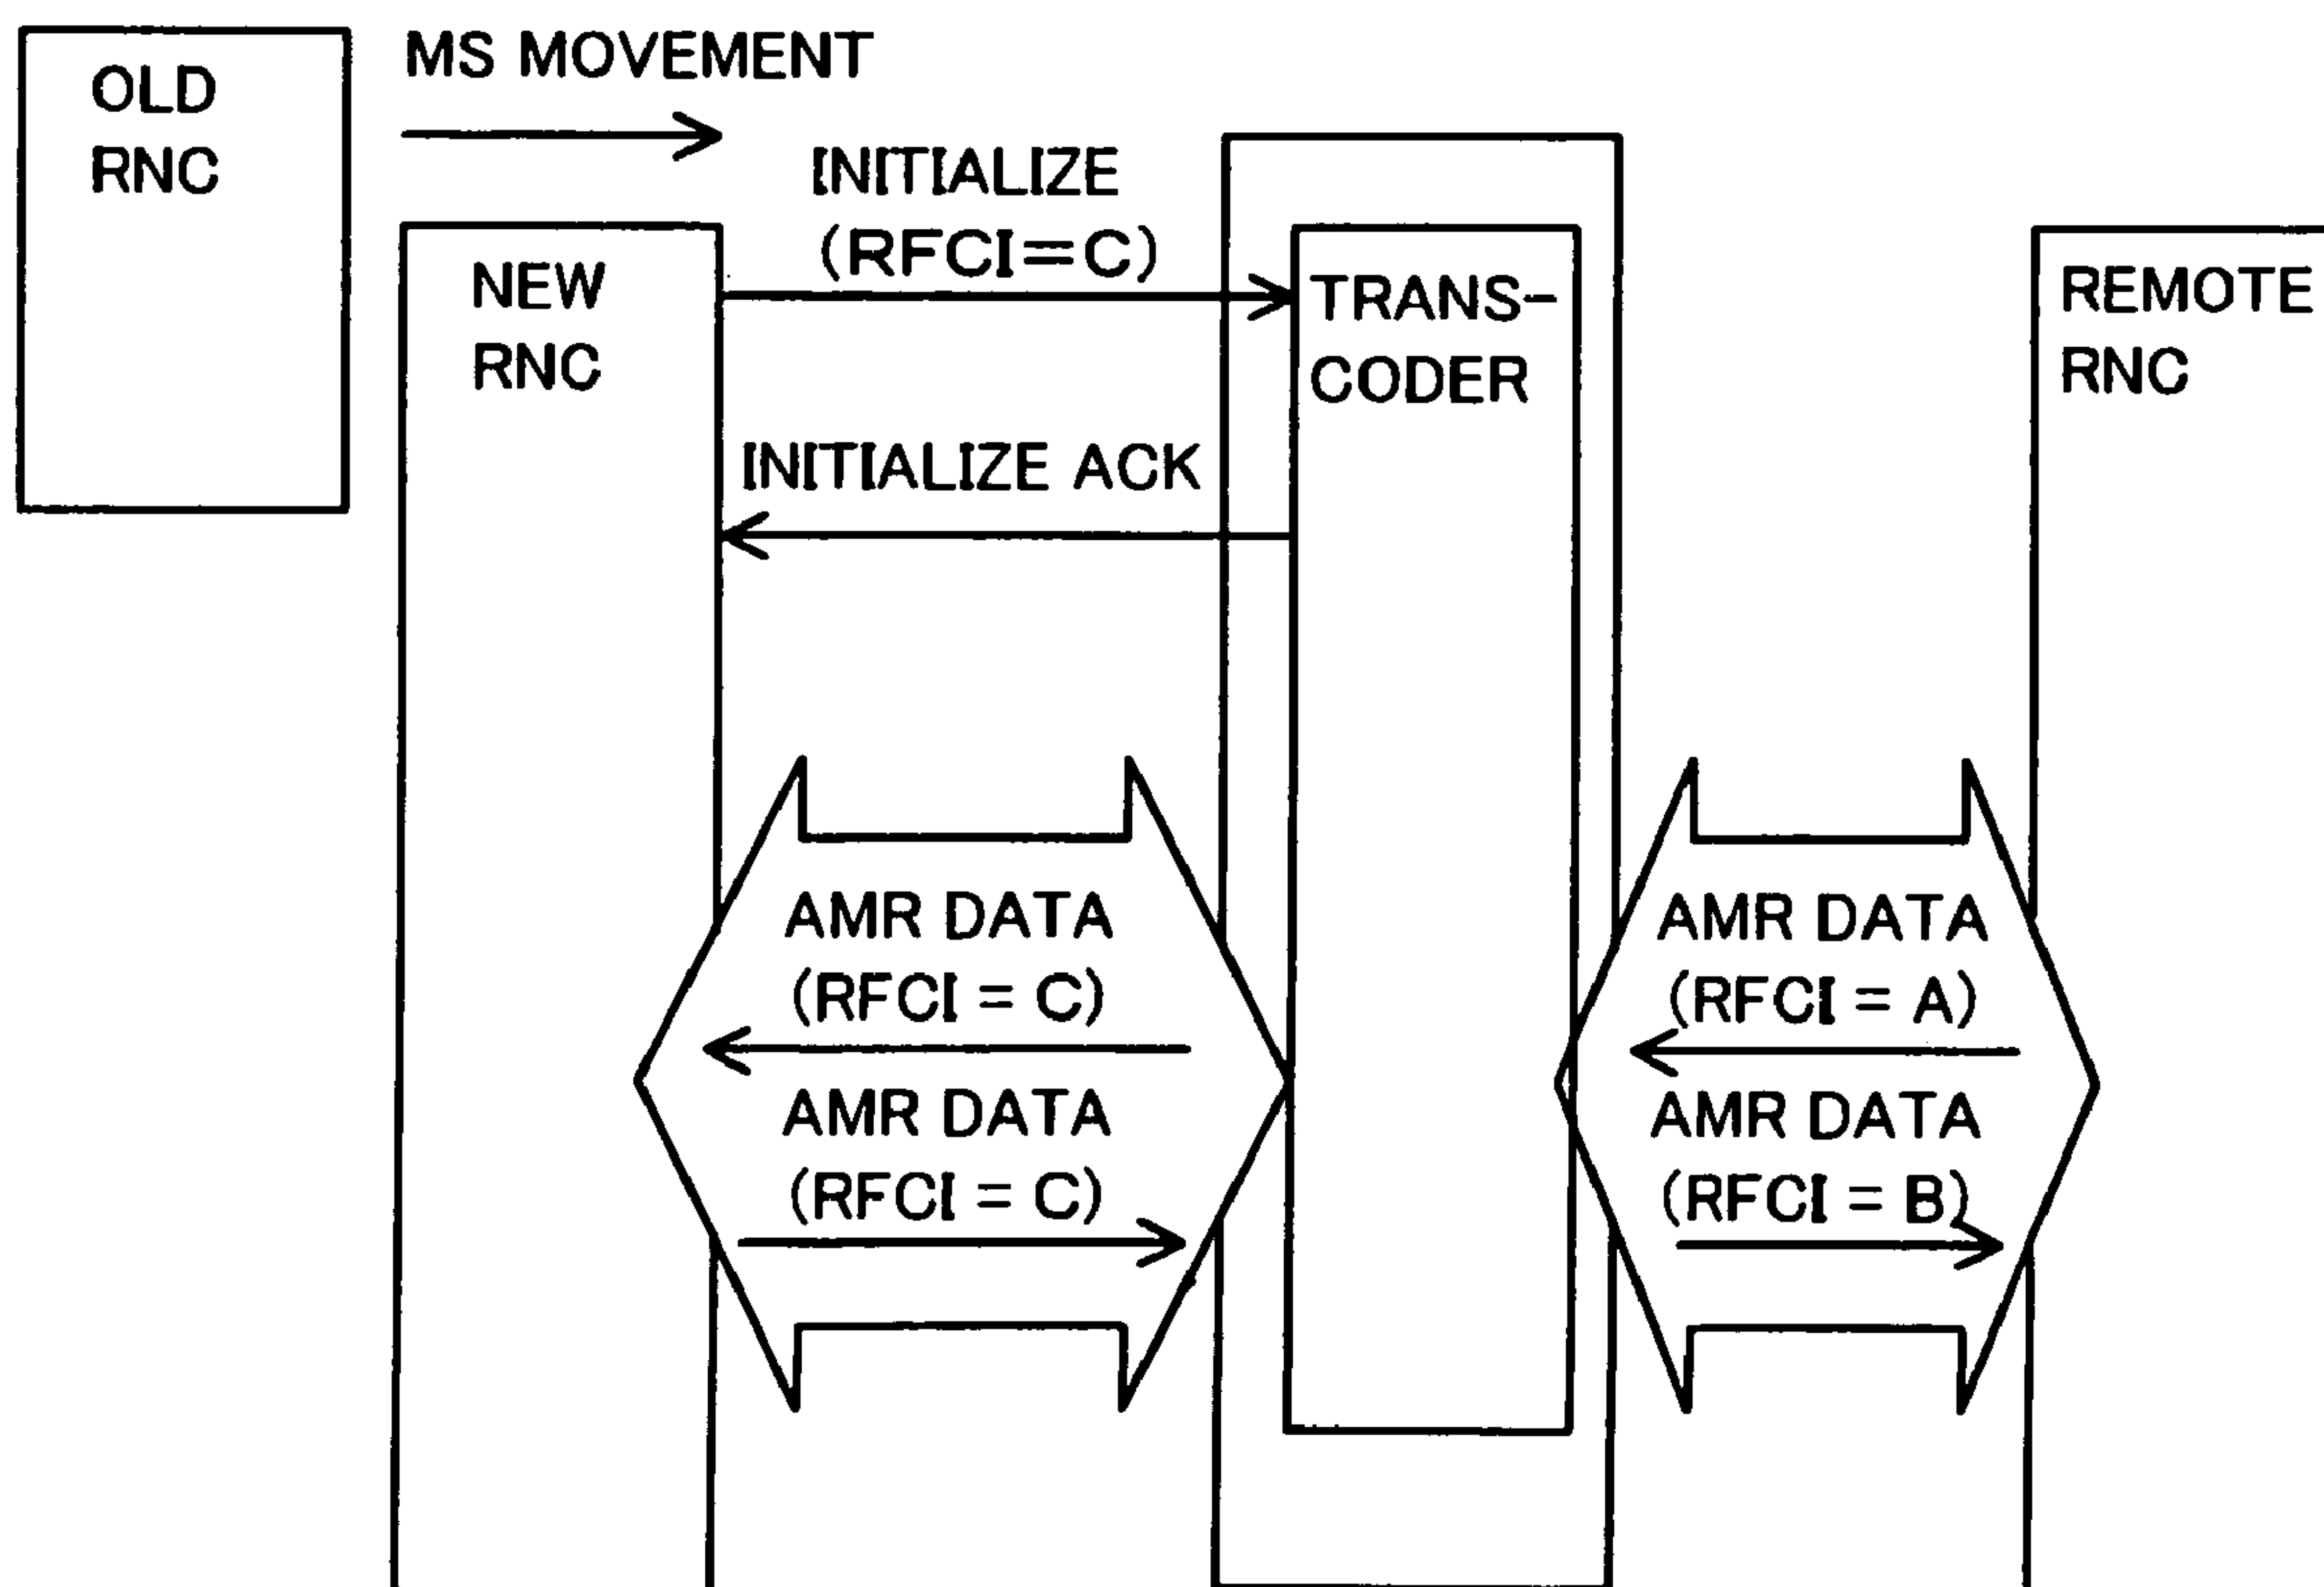 OLD
RNC
MS MOVEMENT
INITIALIZE
(RFCI=C)
NEW
RNC
TRANS-
CODER
REMOTE
RNC
INITIALIZE ACK
AMR DATA
(RFCI = C)
AMR DATA
(RFCI = C)
AMR DATA
(RFCI = A)
AMR DATA
(RFCI = B)